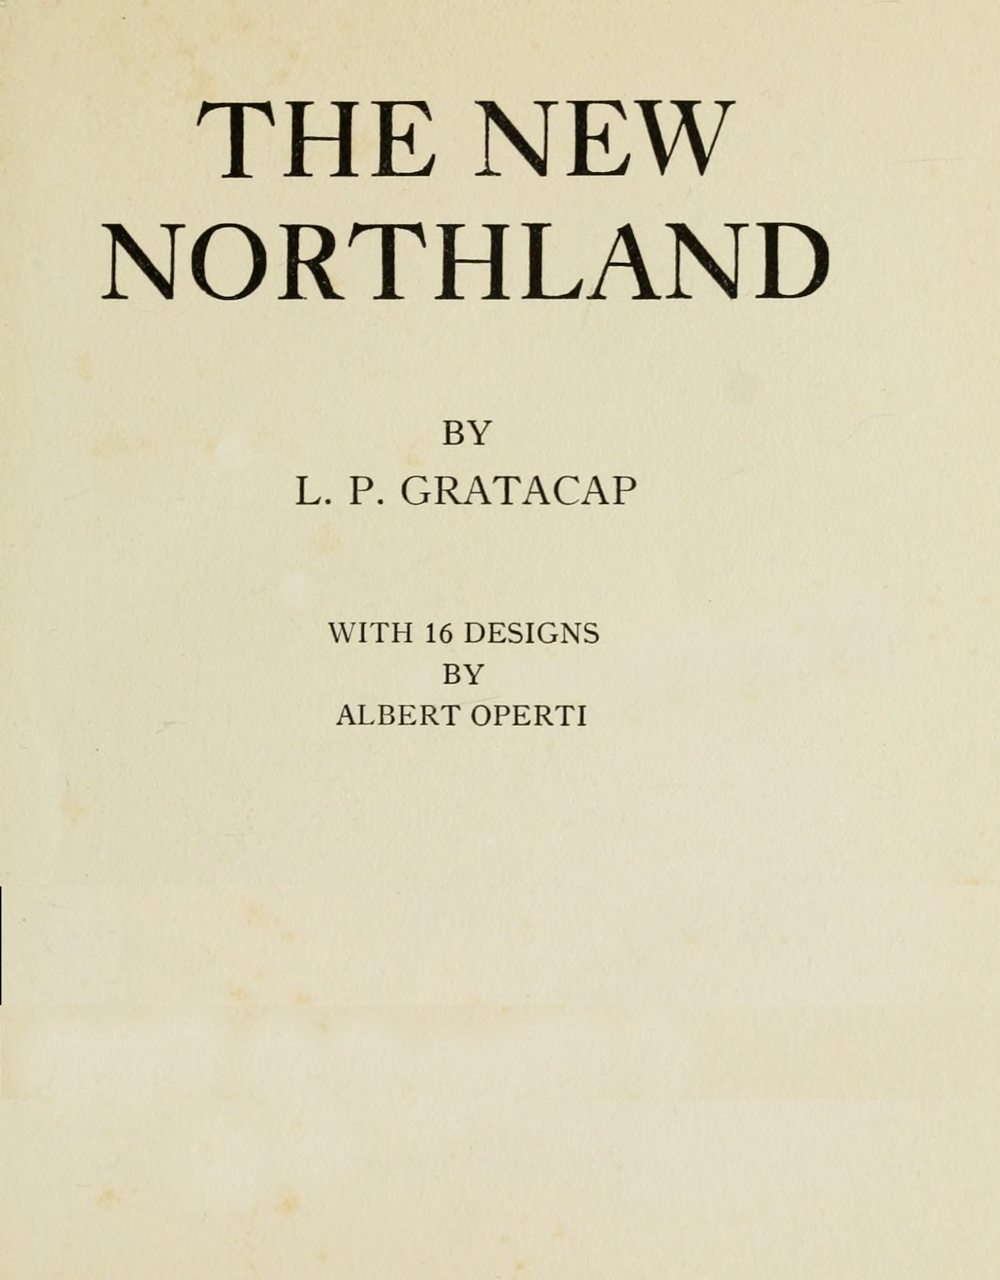 THE NEW
NORTHLAND
BY
L. P. GRATACAP
WITH 16 DESIGNS
BY
ALBERT OPERTI